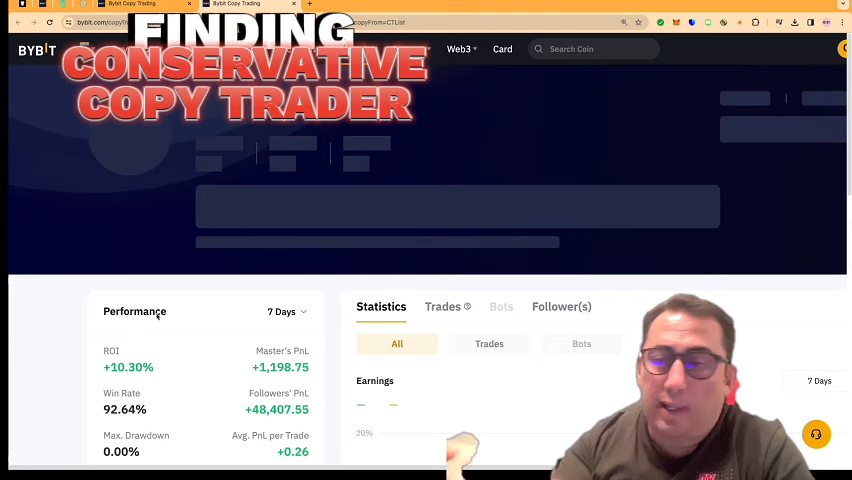 Bybit Copy Trading
Bybit Copy Trading
FINDING
CONSERVATIVE
COPY TRADER
copyFrom=CTList
BYBIT
Web3
Card
Search Coin
Performance
7 Days
ROI
Master's PnL
+10.30%
+1,198.75
Win Rate
Followers' PnL
92.64%
+48,407.55
Max. Drawdown
Avg. PnL per Trade
0.00%
+0.26
Statistics
Trades
Bots
Follower(s)
All
Trades
Bots
Earnings
7 Days
20%